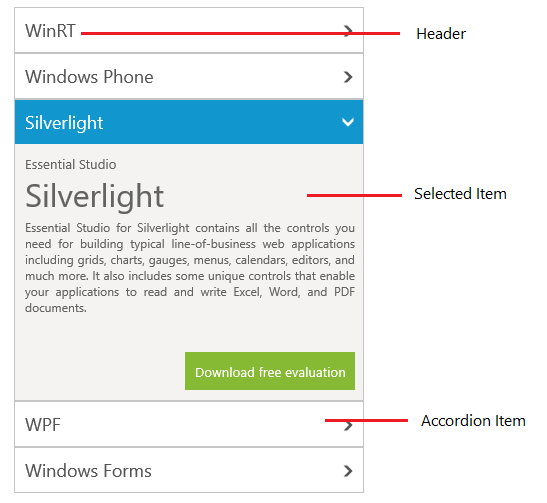 WinRT
Header
Windows Phone
Silverlight
Essential Studio
Silverlight
Selected Item
Essential Studio for Silverlight contains all the controls you
need for building typical line-of-business web applications
including grids, charts, gauges, menus, calendars, editors, and
much more. It also includes some unique controls that enable
your applications to read and write Excel, Word, and PDF
documents.
Download free evaluation
WPF
Accordion Item
Windows Forms